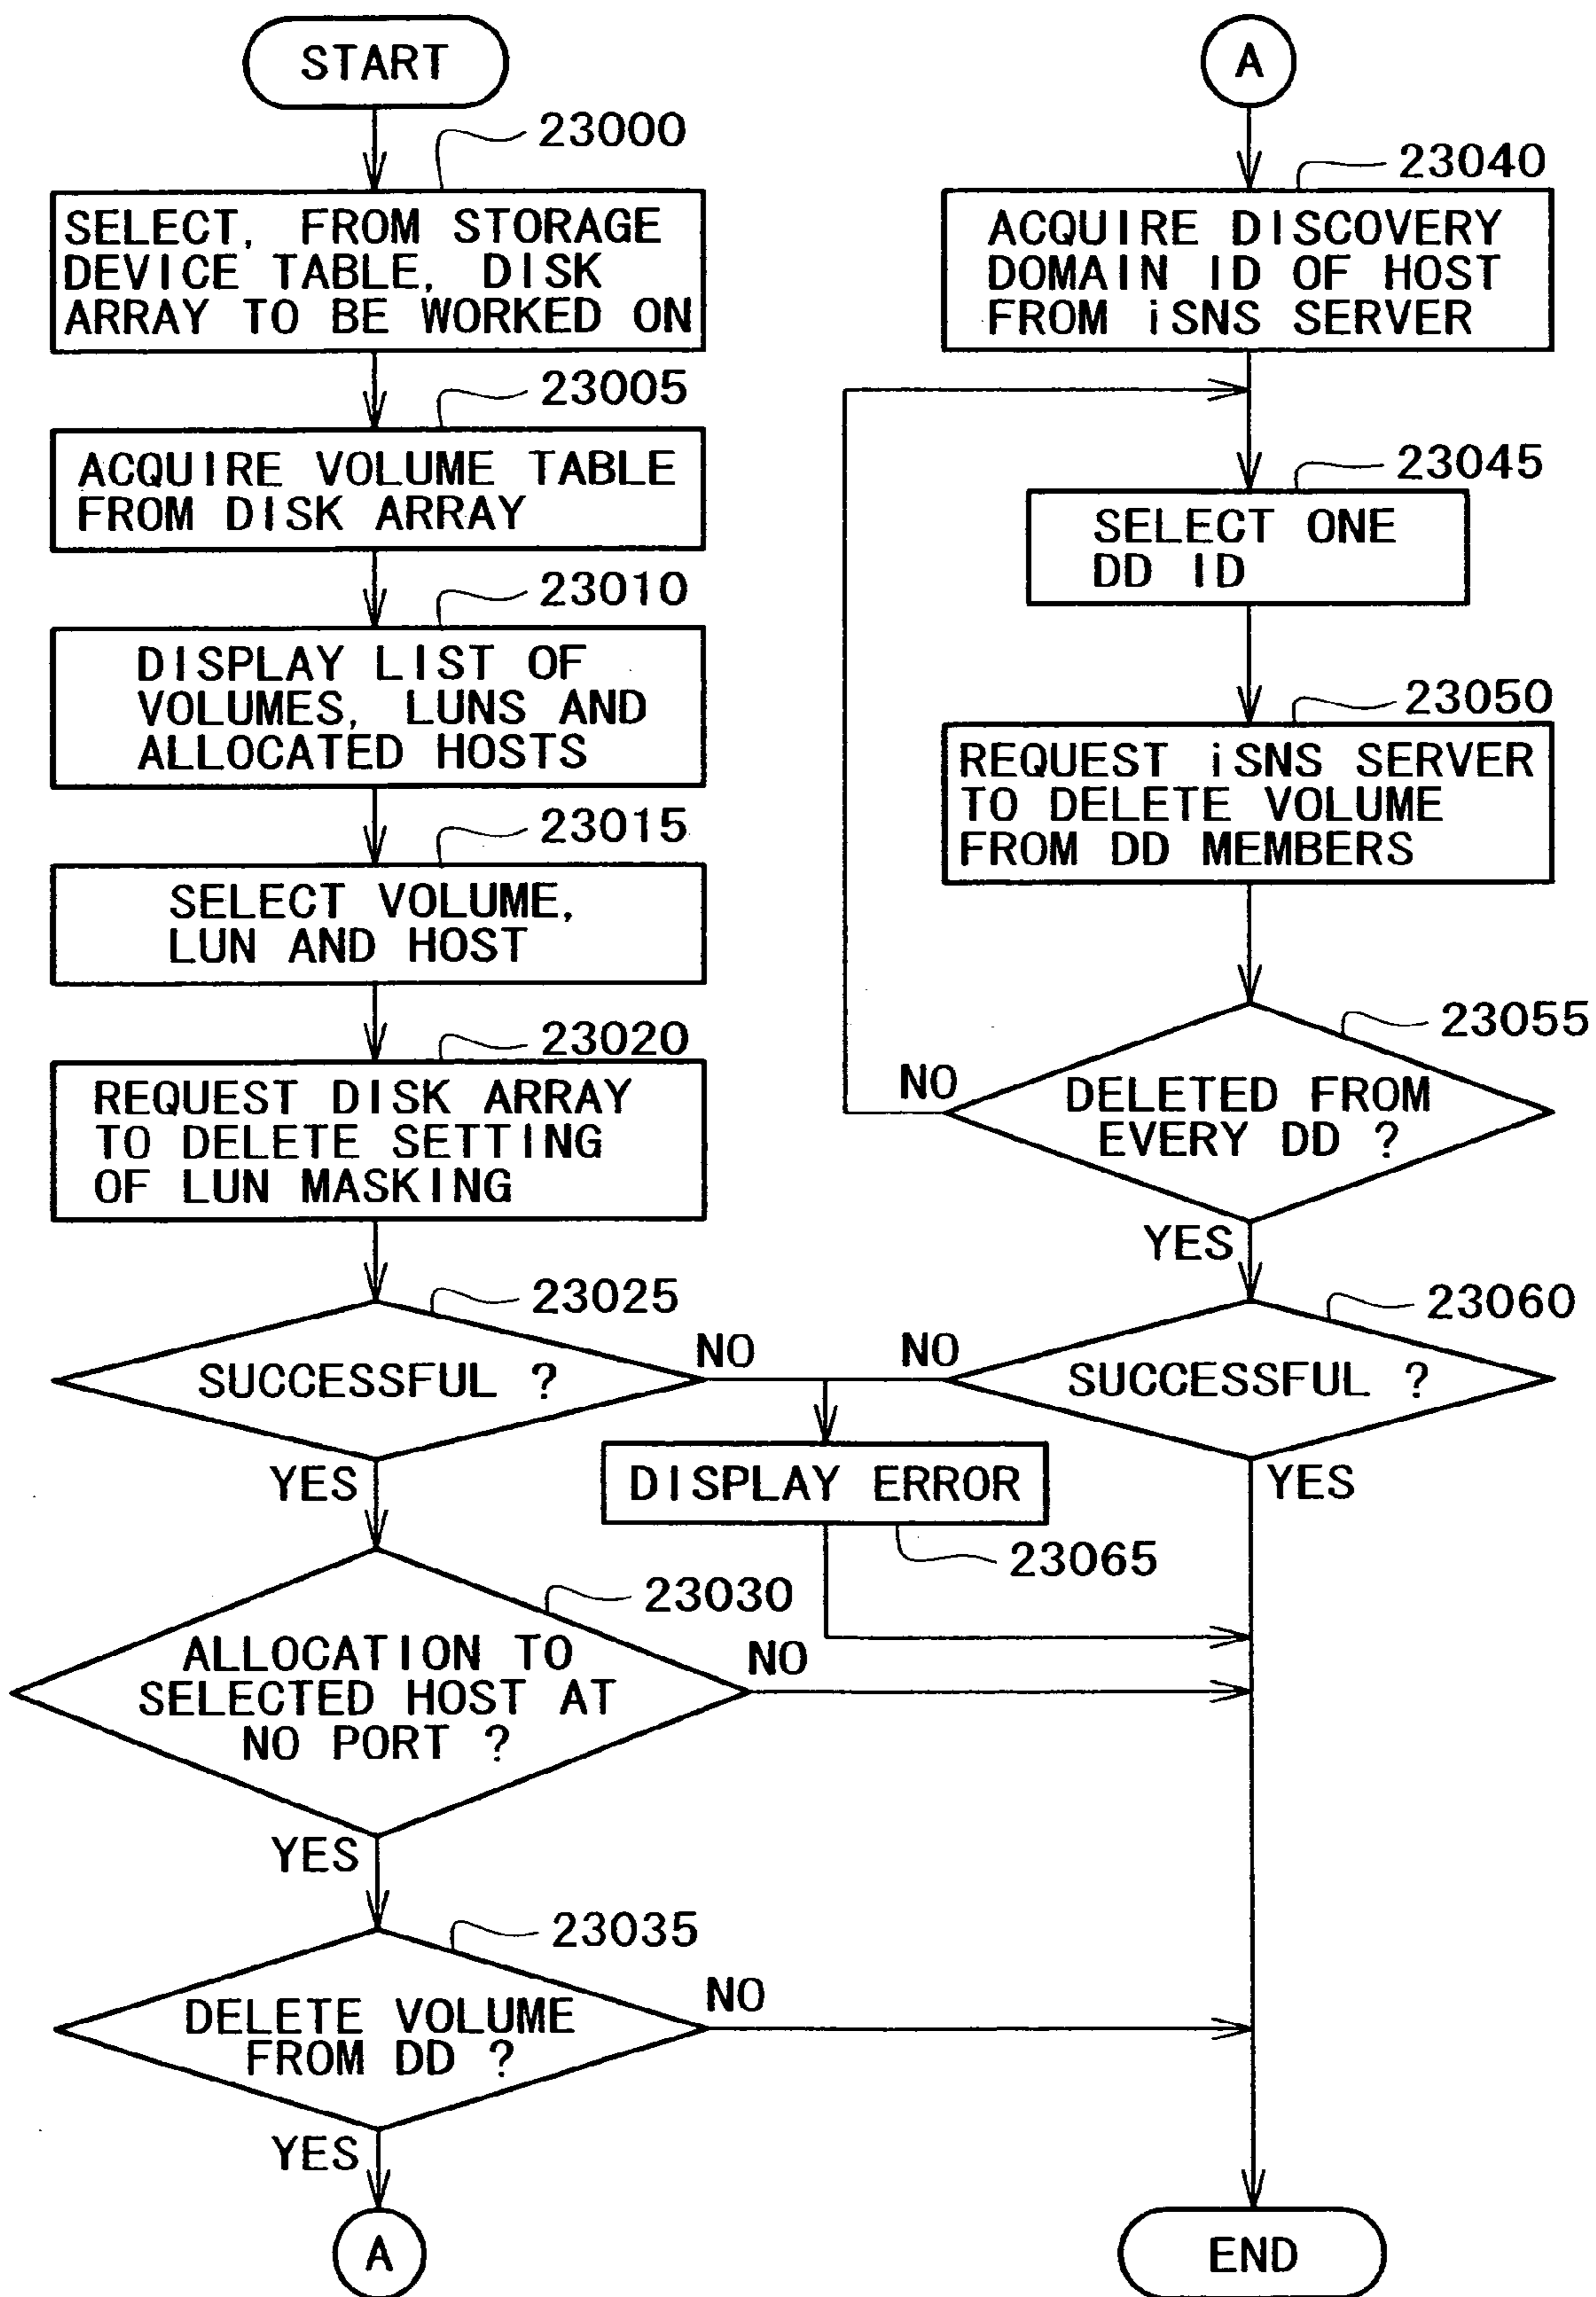 START
23000
SELECT, FROM STORAGE
DEVICE TABLE, DISK
ARRAY TO BE WORKED ON
23005
ACQUIRE VOLUME TABLE
FROM DISK ARRAY
23010
DISPLAY LIST OF
VOLUMES, LUNS AND
ALLOCATED HOSTS
23015
SELECT VOLUME,
LUN AND HOST
23020
REQUEST DISK ARRAY
TO DELETE SETTING
OF LUN MASKING
23025
SUCCESSFUL ?
NO
YES
23030
ALLOCATION TO
SELECTED HOST AT
NO PORT ?
NO
YES
23035
DELETE VOLUME
FROM DD ?
NO
YES
A
A
23040
ACQUIRE DISCOVERY
DOMAIN ID OF HOST
FROM iSNS SERVER
23045
SELECT ONE
DD ID
23050
REQUEST iSNS SERVER
TO DELETE VOLUME
FROM DD MEMBERS
23055
DELETED FROM
EVERY DD ?
NO
YES
23060
SUCCESSFUL ?
NO
YES
DISPLAY ERROR
23065
END